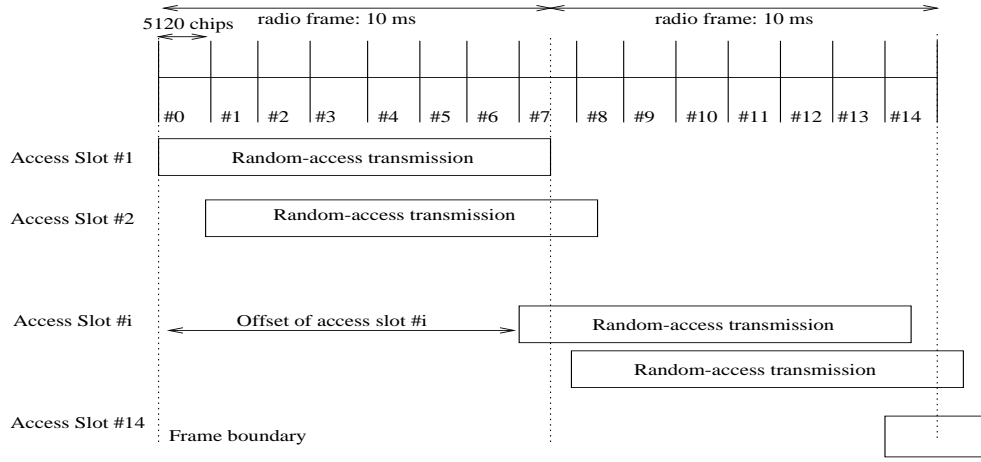 radio frame: 10 ms radio frame: 10 ms
5120 chips
#0 #1 #2 #3 #4 #5 #6 #7 #8 #9 #10 #11 #12 #13 #14
Access Slot #1 Random-access transmission
Access Slot #2 Random-access transmission
Access Slot #i Offset of access slot #i Random-access transmission
Random-access transmission
Access Slot #14
Frame boundary